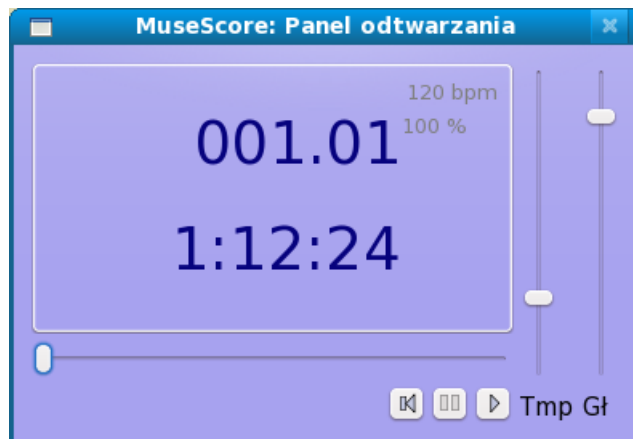 MuseScore: Panel odtwarzania
120 bpm
001.01
100 %
1:12:24
Tmp Gł